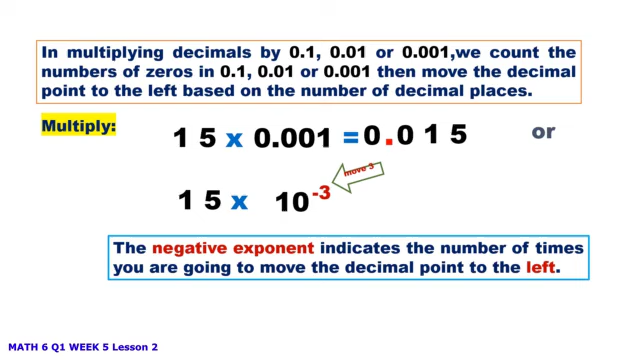 In multiplying decimals by 0.1, 0.01 or 0.001,we count the
numbers of zeros in 0.1, 0.01 or 0.001 then move the decimal
point to the left based on the number of decimal places.
Multiply:
1 5 x 0.001 = 0 . 0 1 5 or
move 3
1 5 x 10-3
The negative exponent indicates the number of times
you are going to move the decimal point to the left.
MATH 6 Q1 WEEK 5 Lesson 2